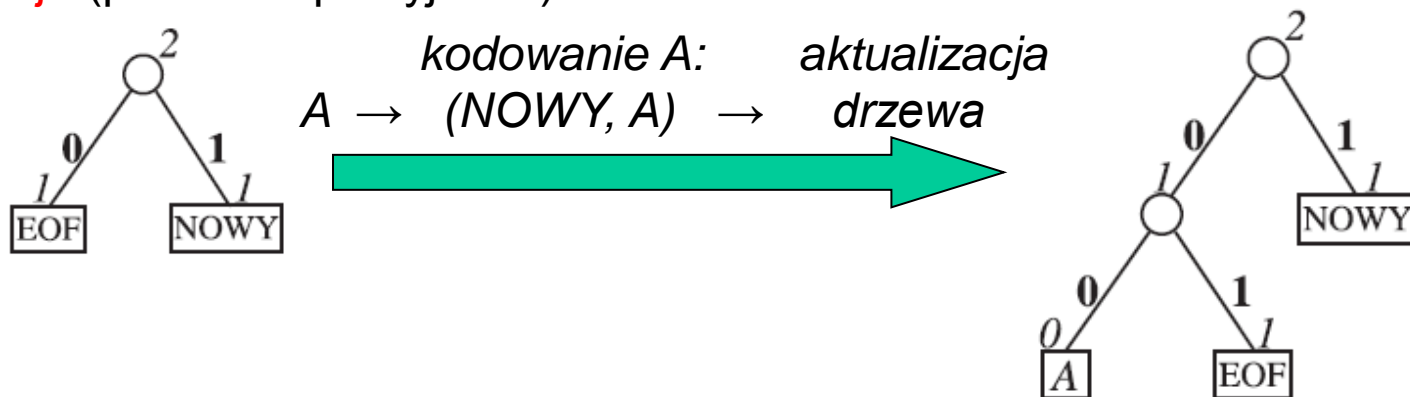 2
kodowanie A: aktualizacja
A → (NOWY, A) → drzewa
0 1
1 1
EOF NOWY
2
0 1
1 1
NOWY
0 1
0 1
A EOF